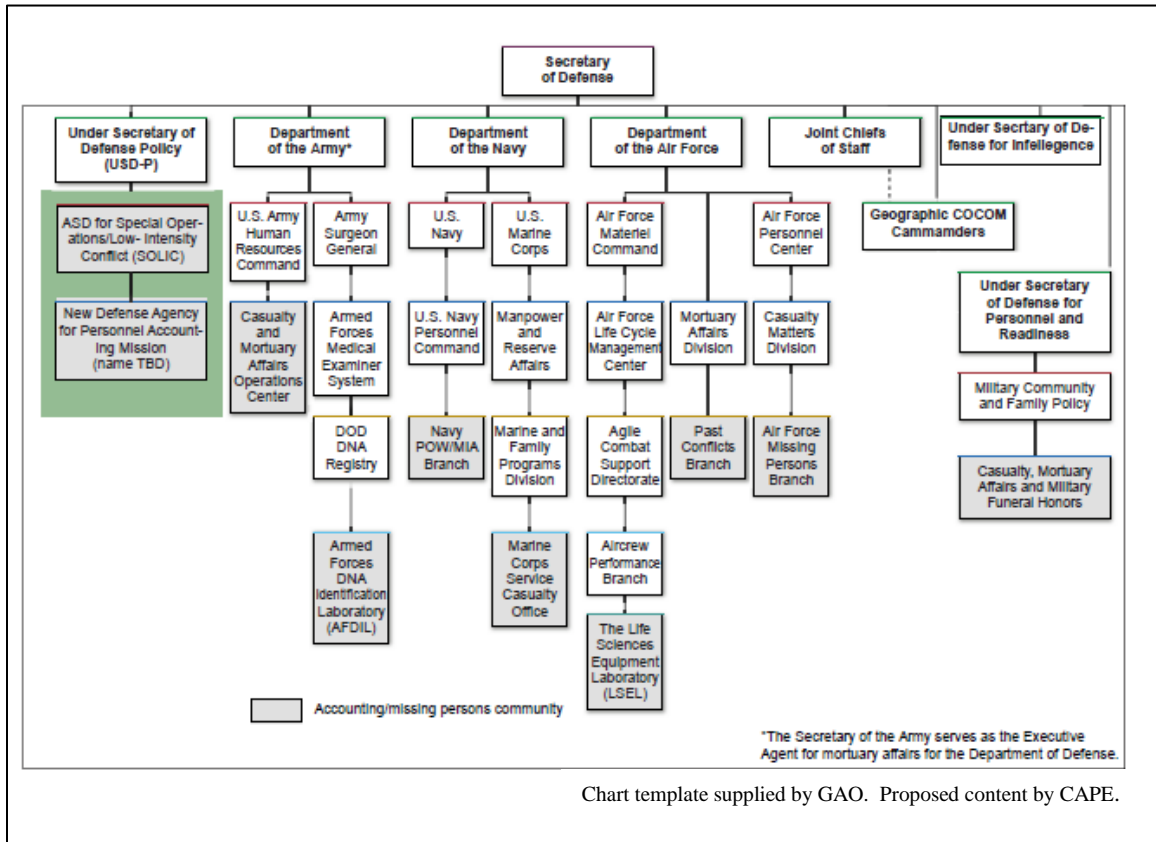 Secretary
of Defense
Under Secretary of
Defense Policy
(USD-P)
Department
of the Army*
Department
of the Navy
Department
of the Air Force
Joint Chiefs
of Staff
Under Secrtary of De-
fense for Infellegence
ASD for Special Oper-
ations/Low- Intensity
Conflict (SOLIC)
New Defense Agency
for Personnel Account-
ing Mission
(name TBD)
U.S. Army
Human
Resources
Command
Casualty
and
Mortuary
Affairs
Operations
Center
Army
Surgeon
General
Armed
Forces
Medical
Examiner
System
DOD
DNA
Registry
Armed
Forces
DNA
Identification
Laboratory
(AFDIL)
U.S.
Navy
U.S. Navy
Personnel
Command
Navy
POW/MIA
Branch
U.S.
Marine
Corps
Manpower
and
Reserve
Affairs
Marine and
Family
Programs
Division
Marine
Corps
Service
Casualty
Office
Air Force
Materiel
Command
Air Force
Life Cycle
Management
Center
Agile
Combat
Support
Directorate
Aircrew
Performance
Branch
The Life
Sciences
Equipment
Laboratory
(LSEL)
Mortuary
Affairs
Division
Past
Conflicts
Branch
Air Force
Personnel
Center
Casualty
Matters
Division
Air Force
Missing
Persons
Branch
Geographic COCOM
Cammamders
Under Secretary
of Defense for
Personnel and
Readiness
Military Community
and Family Policy
Casualty, Mortuary
Affairs and Military
Funeral Honors
Accounting/missing persons community
*The Secretary of the Army serves as the Executive
Agent for mortuary affairs for the Department of Defense.
Chart template supplied by GAO. Proposed content by CAPE.